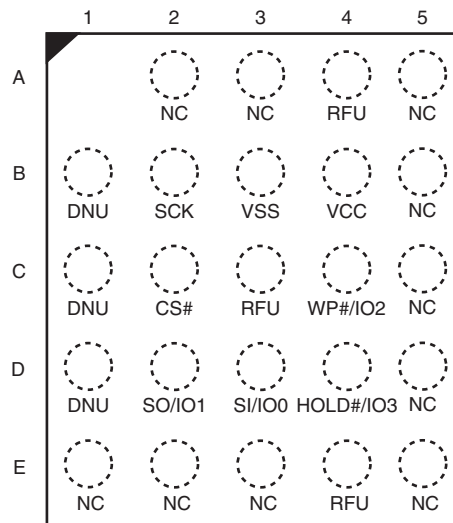 1 2 3 4 5
A
NC NC RFU NC
B
DNU SCK VSS VCC NC
C
DNU CS# RFU WP#/IO2 NC
D
DNU SO/IO1 SI/IO0 HOLD#/IO3 NC
E
NC NC NC RFU NC